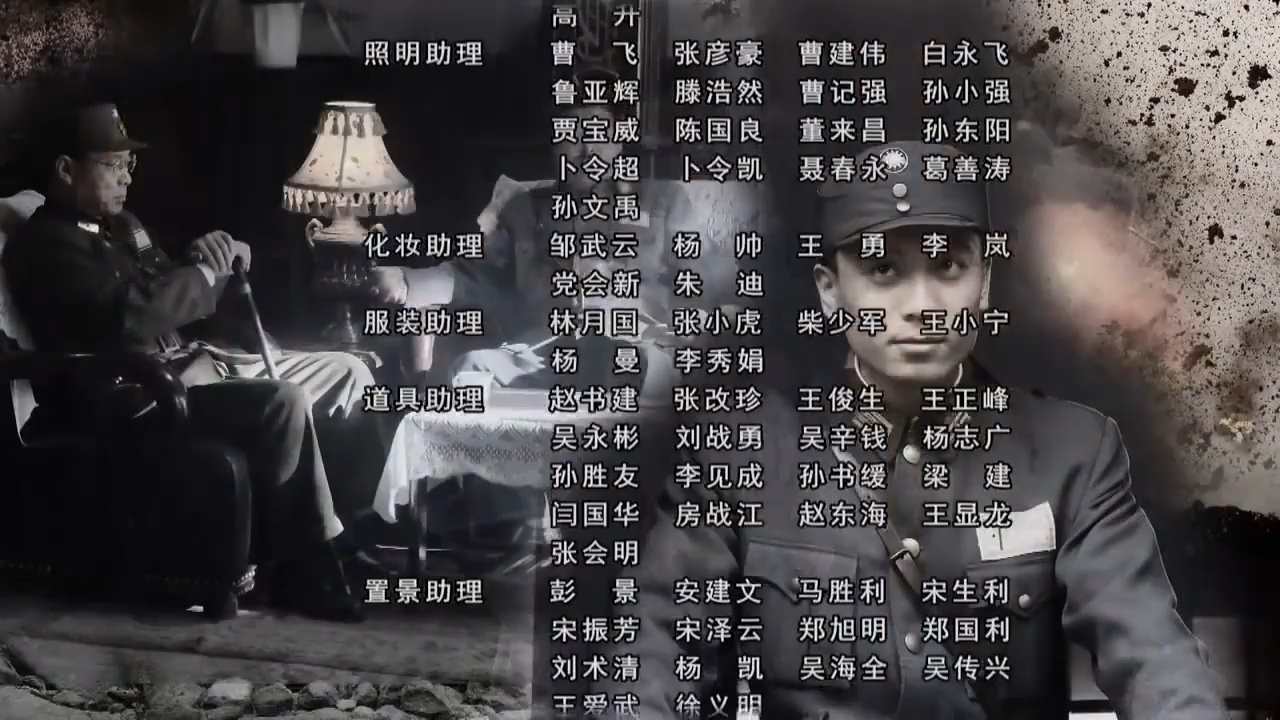 高 升
照明助理 曹 飞 张彦豪 曹建伟 白永飞
鲁亚辉 滕浩然 曹记强 孙小强
贾宝威 陈国良 董来昌 孙东阳
卜令超 卜令凯 聂春永 葛善涛
孙文禹
化妆助理 邹武云 杨 帅 王 勇 李 岚
党会新 朱 迪
服装助理 林月国 张小虎 柴少军 王小宁
杨 曼 李秀娟
道具助理 赵书建 张改珍 王俊生 王正峰
吴永彬 刘战勇 吴辛钱 杨志广
孙胜友 李见成 孙书缓 梁 建
闫国华 房战江 赵东海 王显龙
张会明
置景助理 彭 景 安建文 马胜利 宋生利
宋振芳 宋泽云 郑旭明 郑国利
刘术清 杨 凯 吴海全 吴传兴
王爱武 徐义明